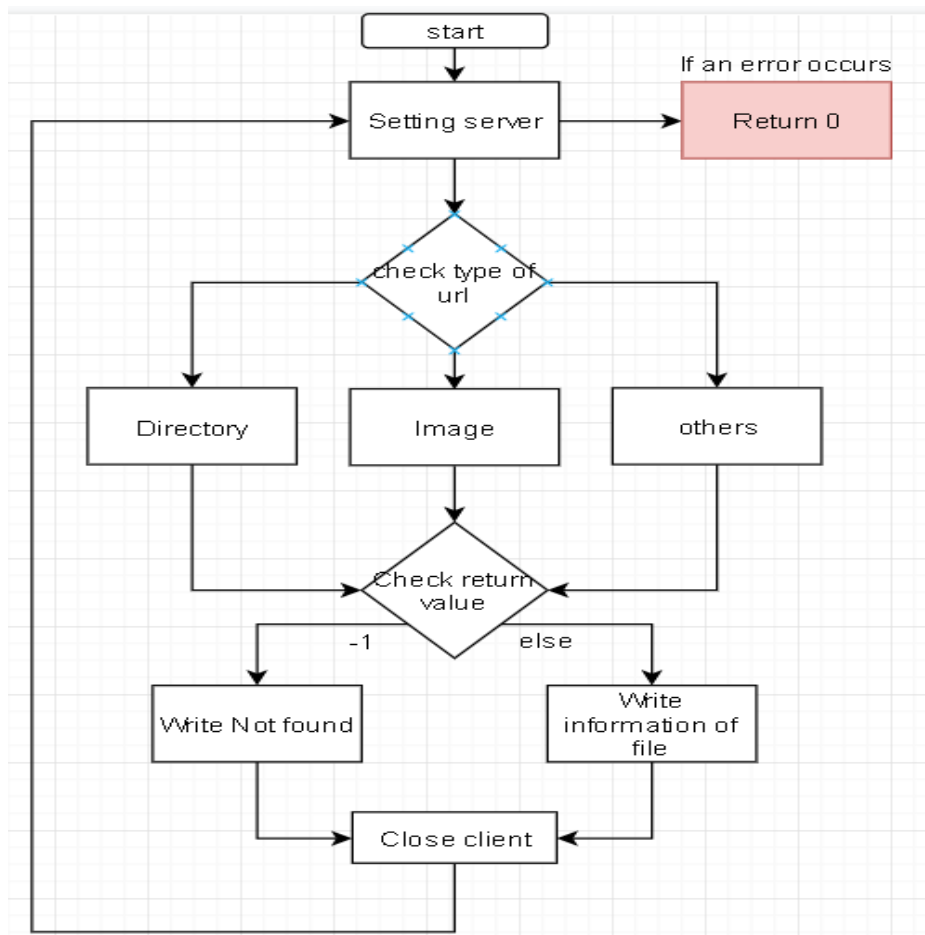 start
If an error occurs
Setting server
Return 0
check type of
url
Directory
Image
others
Check return
value
-1
else
Write Not found
Write
information of
file
Close client